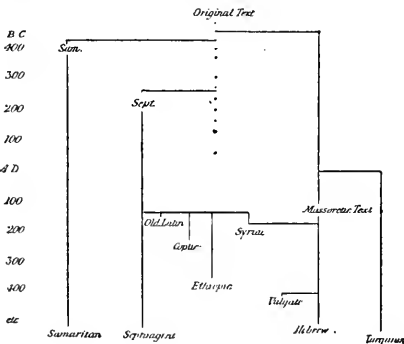 Original Text
B C
400
Sam.
300
Sept.
200
100
A D
100
Massoretic Text
Old Latin
200
Syriac
Coptic
300
Ethiopic
400
Vulgate
etc
Samaritan
Septuagint
Hebrew.
Targums